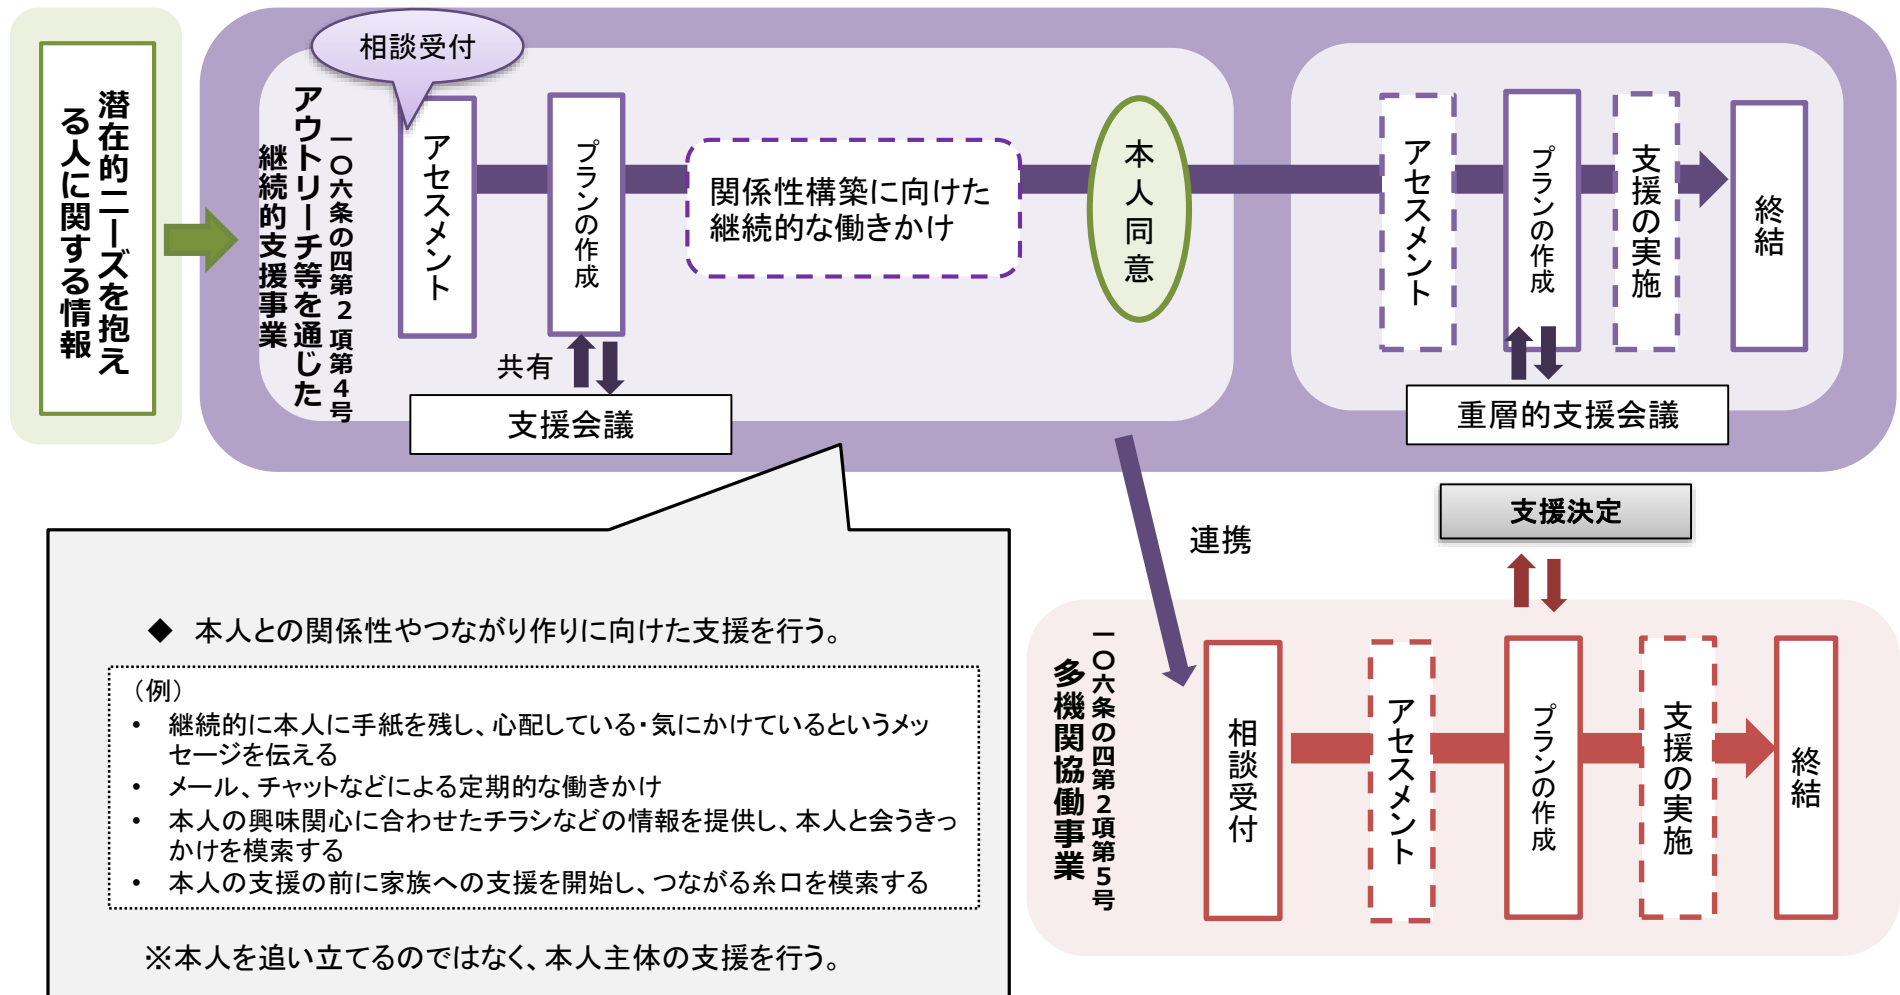 潜在的ニーズを抱え
る人に関する情報
一〇六条の四第２項第４号
アウトリーチ等を通じた
継続的支援事業
相談受付
アセスメント
プランの作成
関係性構築に向けた
継続的な働きかけ
本人同意
アセスメント
プランの作成
支援の実施
終結
共有
支援会議
重層的支援会議
支援決定
連携
◆ 本人との関係性やつながり作りに向けた支援を行う。
（例）
• 継続的に本人に手紙を残し、心配している・気にかけているというメッ
セージを伝える
• メール、チャットなどによる定期的な働きかけ
• 本人の興味関心に合わせたチラシなどの情報を提供し、本人と会うきっ
かけを模索する
• 本人の支援の前に家族への支援を開始し、つながる糸口を模索する
※本人を追い立てるのではなく、本人主体の支援を行う。
一〇六条の四第２項第５号
多機関協働事業
相談受付
アセスメント
プランの作成
支援の実施
終結